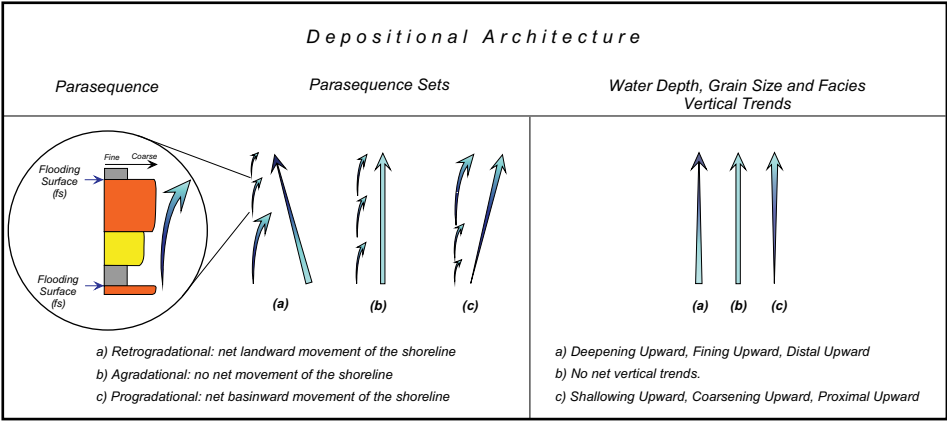 Depositional Architecture
Parasequence
Parasequence Sets
Water Depth, Grain Size and Facies
Vertical Trends
Fine Coarse
Flooding
Surface
(fs)
Flooding
Surface
(fs)
(a)
(b)
(c)
(a)
(b)
(c)
a) Retrogradational: net landward movement of the shoreline
b) Agradational: no net movement of the shoreline
c) Progradational: net basinward movement of the shoreline
a) Deepening Upward, Fining Upward, Distal Upward
b) No net vertical trends.
c) Shallowing Upward, Coarsening Upward, Proximal Upward